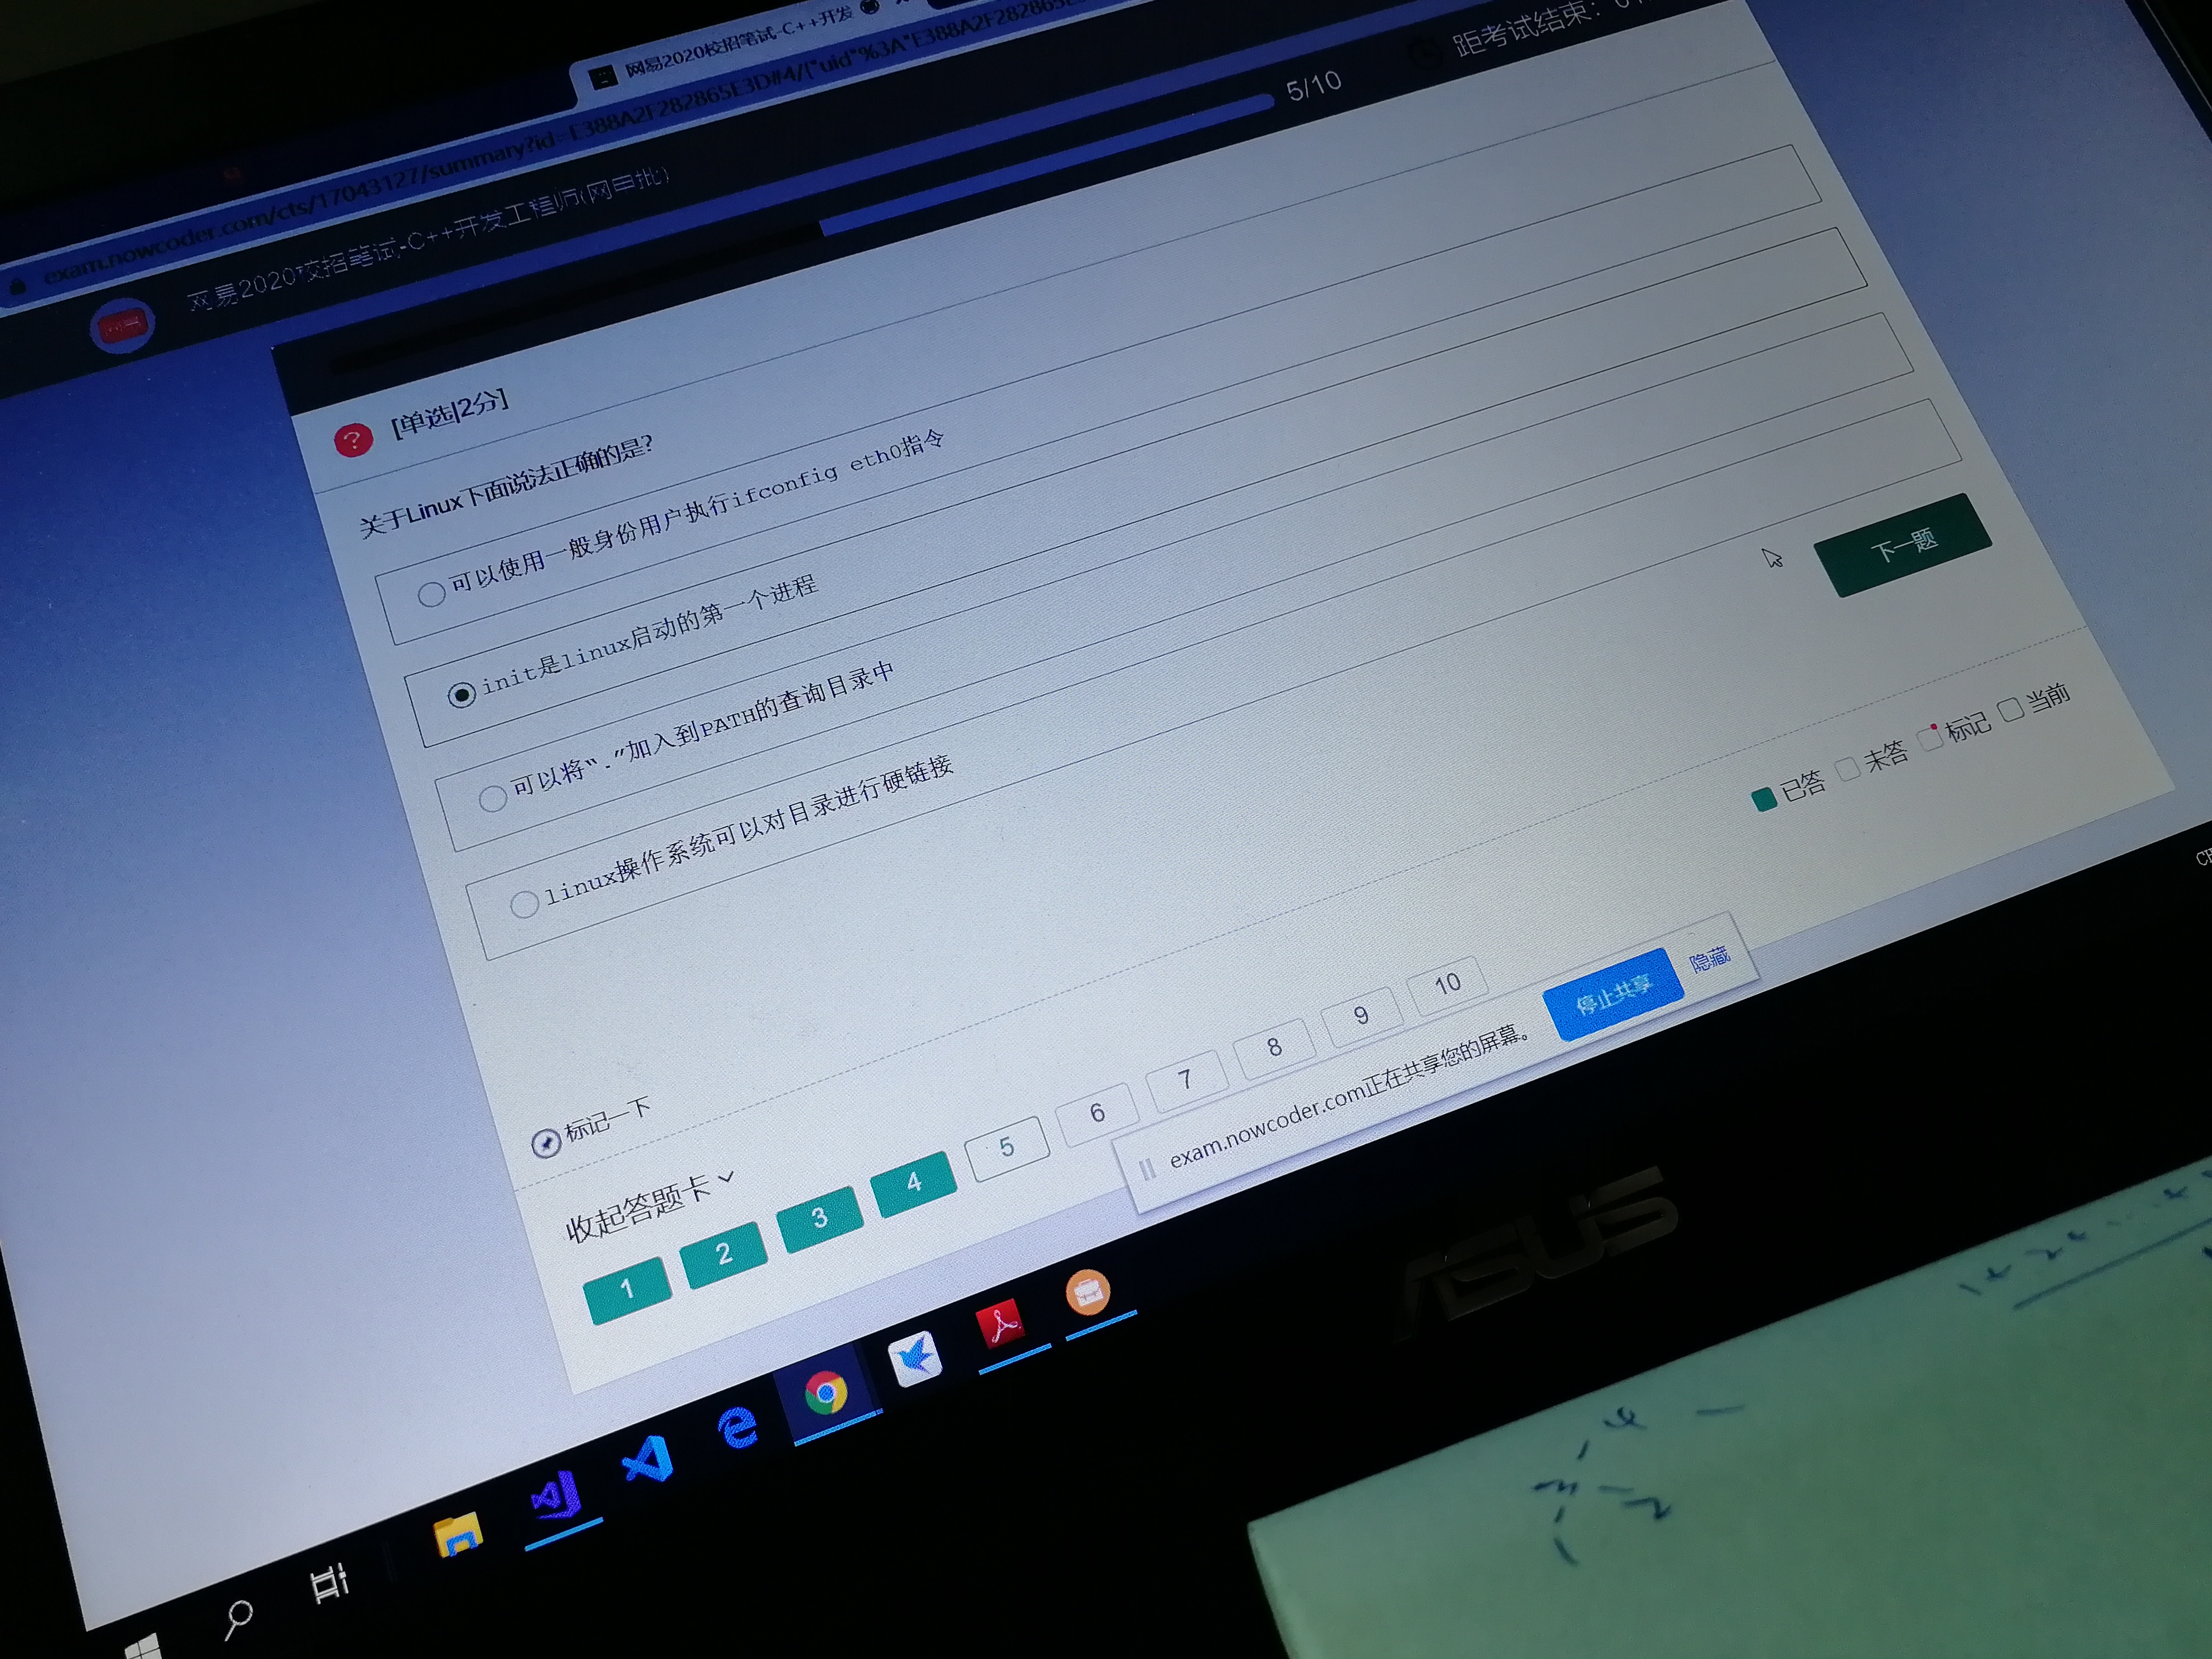 网易2020校招笔试-C++开发
exam.nowcoder.com/cts/17043127/summary?id=E388A2F282865E3D#4/{"uid"%3A"E388A2F282865E
网易2020校招笔试-C++开发工程师(网申批)
5/10
距考试结束:
[单选|2分]
关于Linux下面说法正确的是?
可以使用一般身份用户执行ifconfig eth0指令
init是linux启动的第一个进程
可以将“.”加入到PATH的查询目录中
linux操作系统可以对目录进行硬链接
下一题
已答 未答 标记 当前
标记一下
收起答题卡
1 2 3 4 5 6 7 8 9 10
exam.nowcoder.com正在共享您的屏幕。 停止共享 隐藏
ASUS